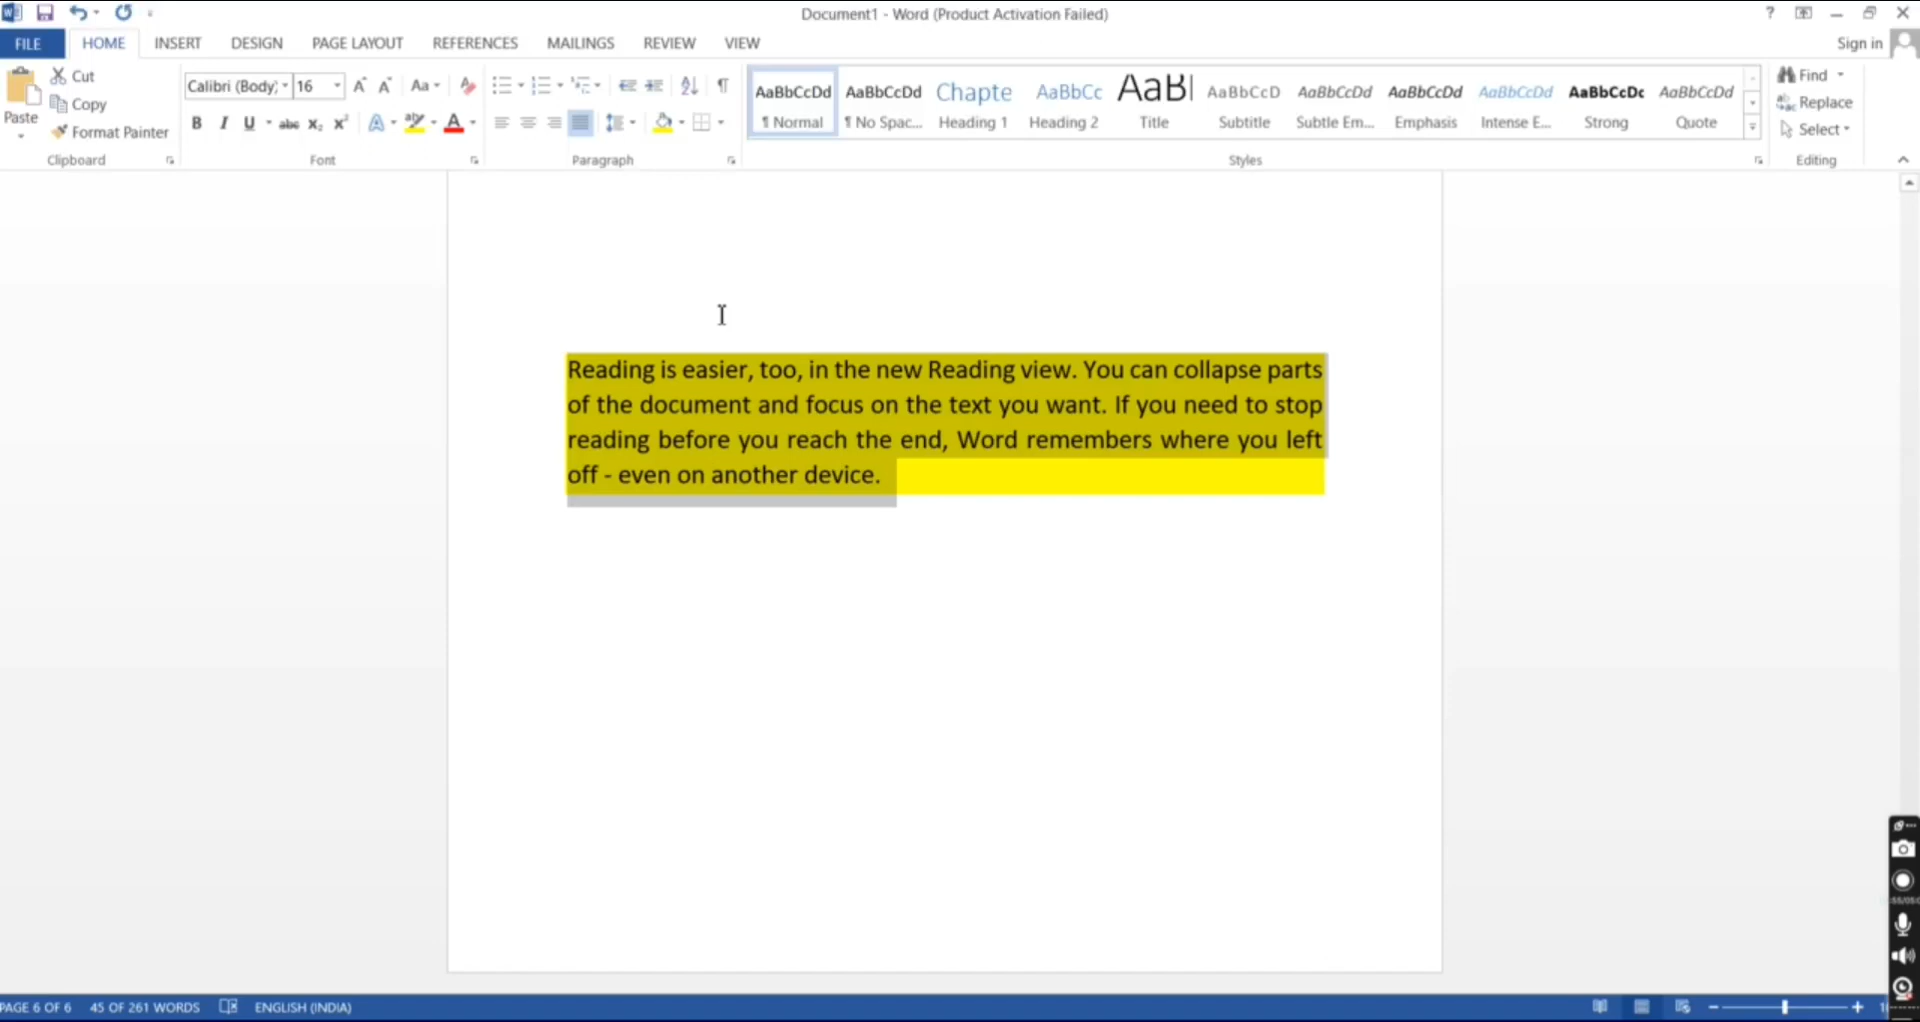 Document1 - Word (Product Activation Failed)
?
FILE HOME INSERT DESIGN PAGE LAYOUT REFERENCES MAILINGS REVIEW VIEW
Sign in
Paste
Cut
Copy
Format Painter
Clipboard
Calibri (Body) 16
Aa
B I U abc X₂ X² A ab A
Font
Paragraph
AaBbCcDd AaBbCcDd Chapte AaBbCc AaB AaBbCcD AaBbCcDd AaBbCcDd AaBbCcDd AaBbCcDc AaBbCcDd
¶ Normal ¶ No Spac... Heading 1 Heading 2 Title Subtitle Subtle Em... Emphasis Intense E... Strong Quote
Styles
Find
Replace
Select
Editing
Reading is easier, too, in the new Reading view. You can collapse parts
of the document and focus on the text you want. If you need to stop
reading before you reach the end, Word remembers where you left
off - even on another device.
PAGE 6 OF 6 45 OF 261 WORDS ENGLISH (INDIA)